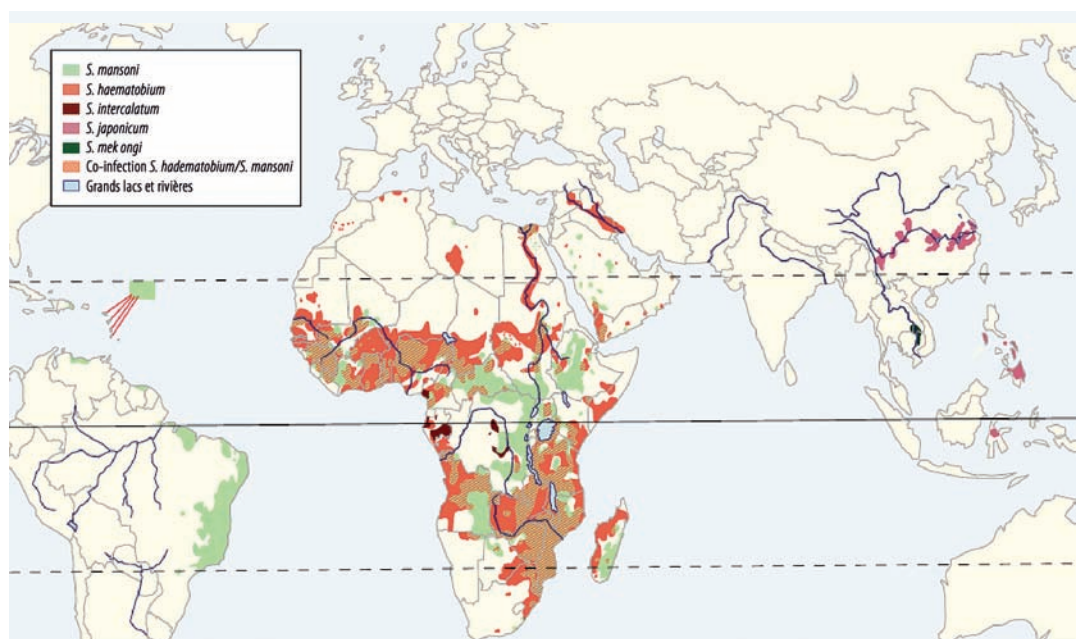 S. mansoni
S. haematobium
S. intercalatum
S. japonicum
S. mek ongi
Co-infection S. hadematobium/S. mansoni
Grands lacs et rivières